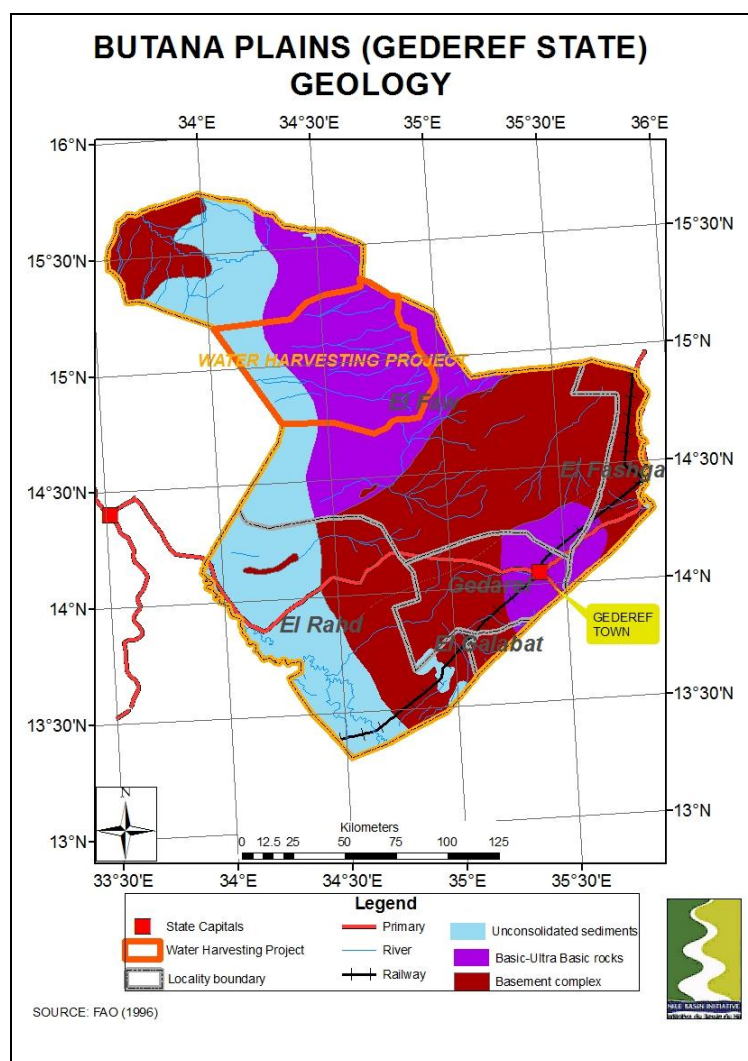 BUTANA PLAINS (GEDEREF STATE)
GEOLOGY
34°E 34°30'E 35°E 35°30'E 36°E
16°N
15°30'N
15°30'N
15°N
WATER HARVESTING PROJECT
15°N
El Faw
El Fashga
14°30'N
14°30'N
14°N
Gedaref
GEDEREF
TOWN
14°N
El Rahd
El Galabat
13°30'N
13°30'N
13°N
13°N
N
Kilometers
0 12.5 25 50 75 100 125
33°30'E 34°E 34°30'E 35°E 35°30'E
Legend
State Capitals Primary Unconsolidated sediments
Water Harvesting Project River Basic-Ultra Basic rocks
Locality boundary Railway Basement complex
SOURCE: FAO (1996)
NILE BASIN INITIATIVE